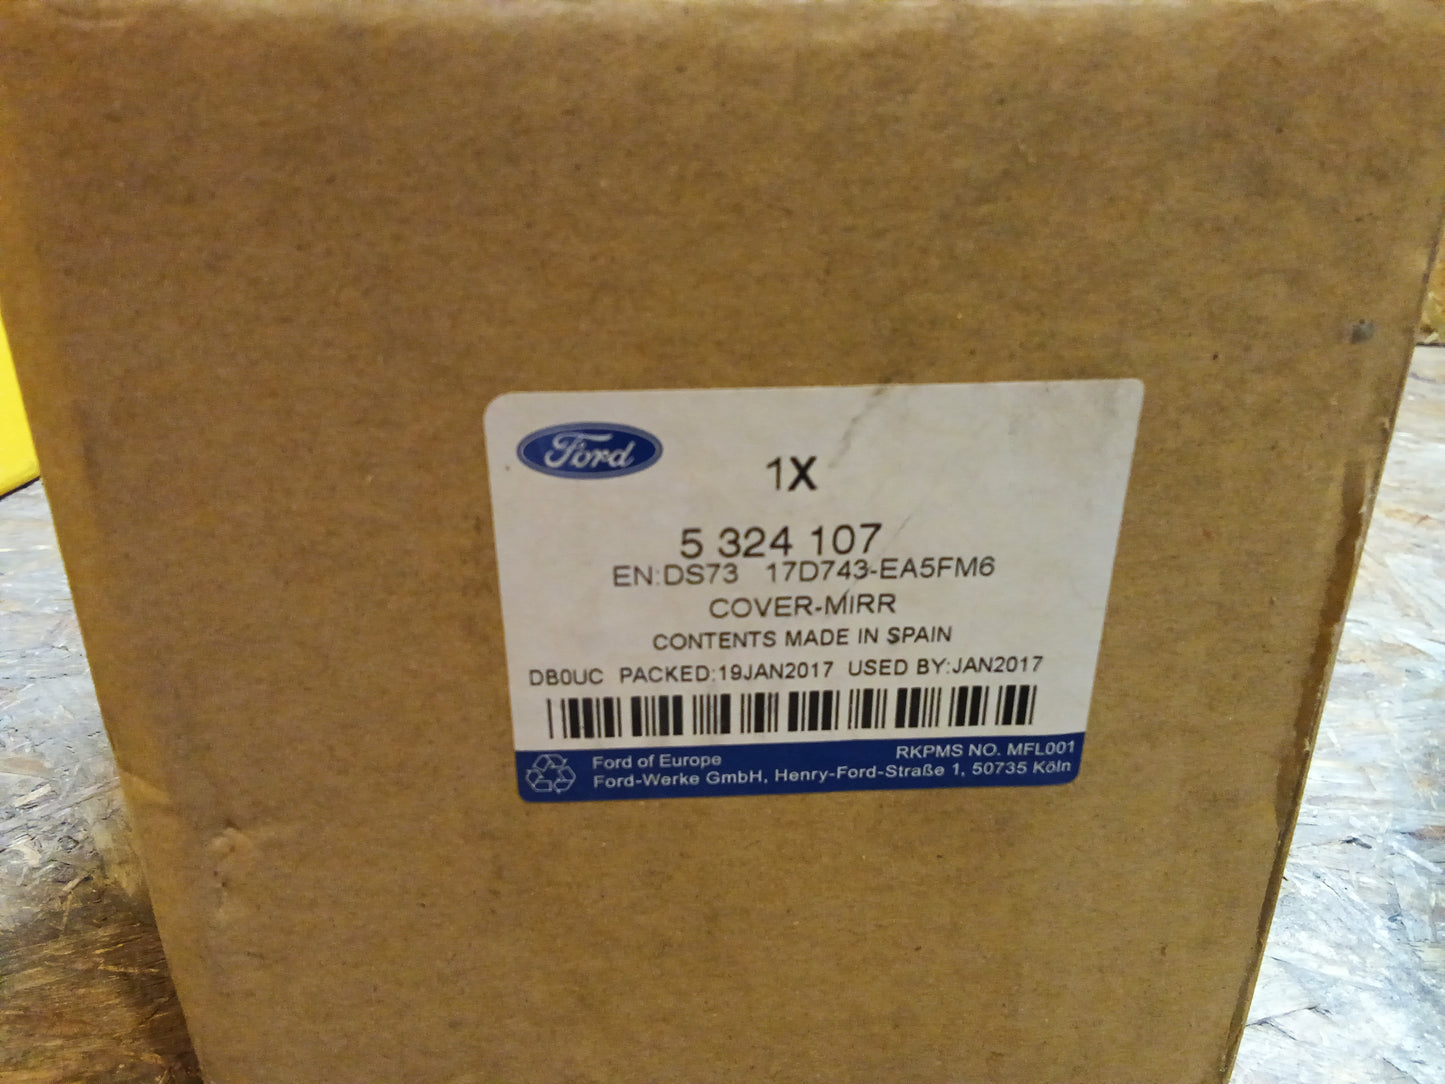 Ford
1X
5 324 107
EN:DS73 17D743-EA5FM6
COVER-MIRR
CONTENTS MADE IN SPAIN
DB0UC PACKED:19JAN2017 USED BY:JAN2017
Ford of Europe RKPMS NO. MFL001
Ford-Werke GmbH, Henry-Ford-Straße 1, 50735 Köln